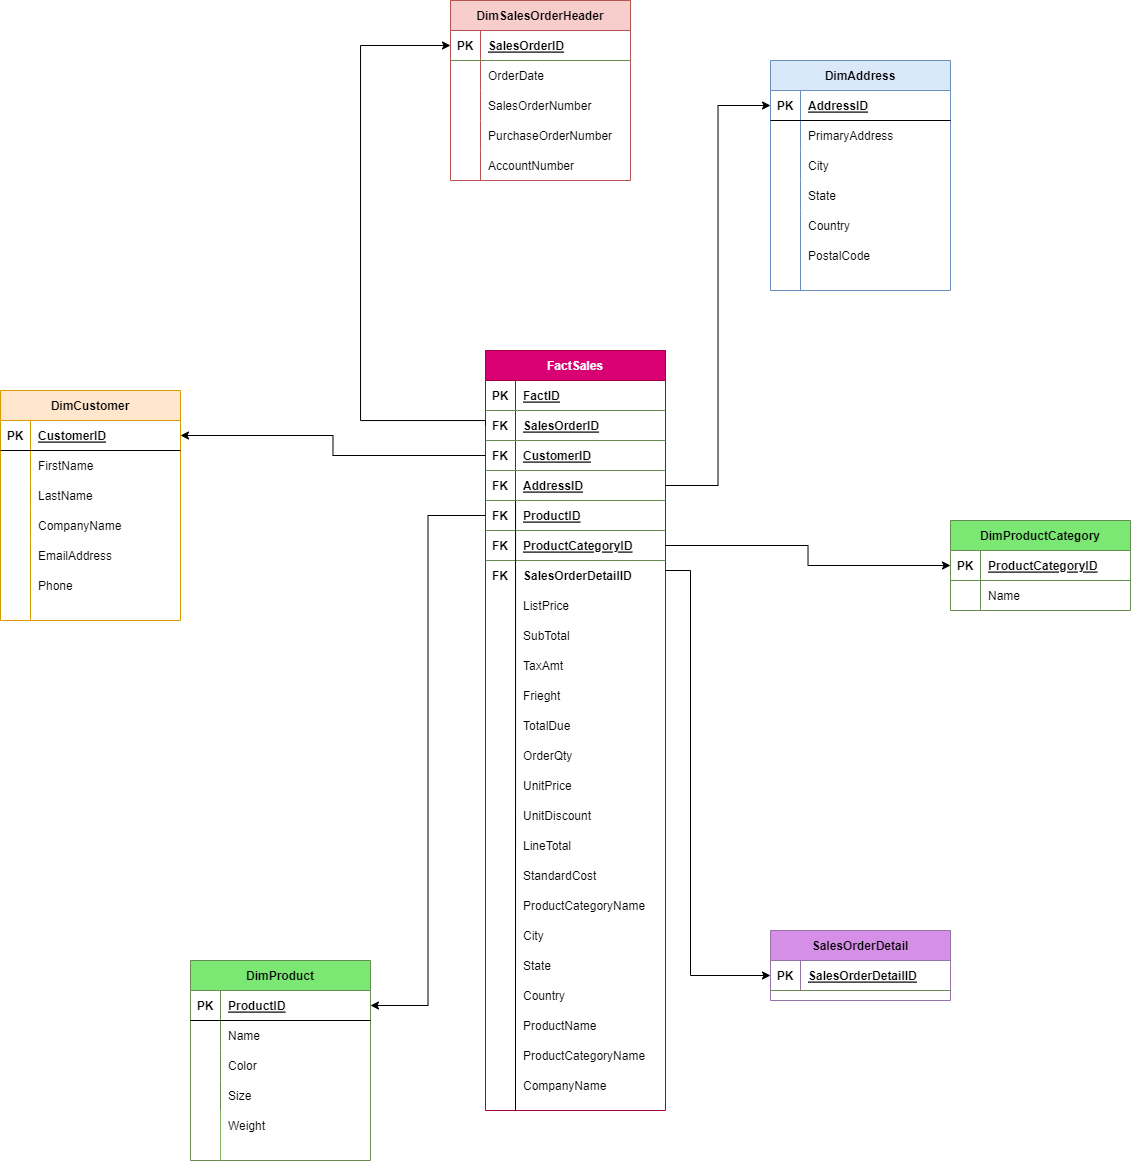 DimSalesOrderHeader
PK SalesOrderID
OrderDate
SalesOrderNumber
PurchaseOrderNumber
AccountNumber
DimAddress
PK AddressID
PrimaryAddress
City
State
Country
PostalCode
FactSales
PK FactID
FK SalesOrderID
FK CustomerID
FK AddressID
FK ProductID
FK ProductCategoryID
FK SalesOrderDetailID
ListPrice
SubTotal
TaxAmt
Frieght
TotalDue
OrderQty
UnitPrice
UnitDiscount
LineTotal
StandardCost
ProductCategoryName
City
State
Country
ProductName
ProductCategoryName
CompanyName
DimCustomer
PK CustomerID
FirstName
LastName
CompanyName
EmailAddress
Phone
DimProductCategory
PK ProductCategoryID
Name
SalesOrderDetail
PK SalesOrderDetailID
DimProduct
PK ProductID
Name
Color
Size
Weight